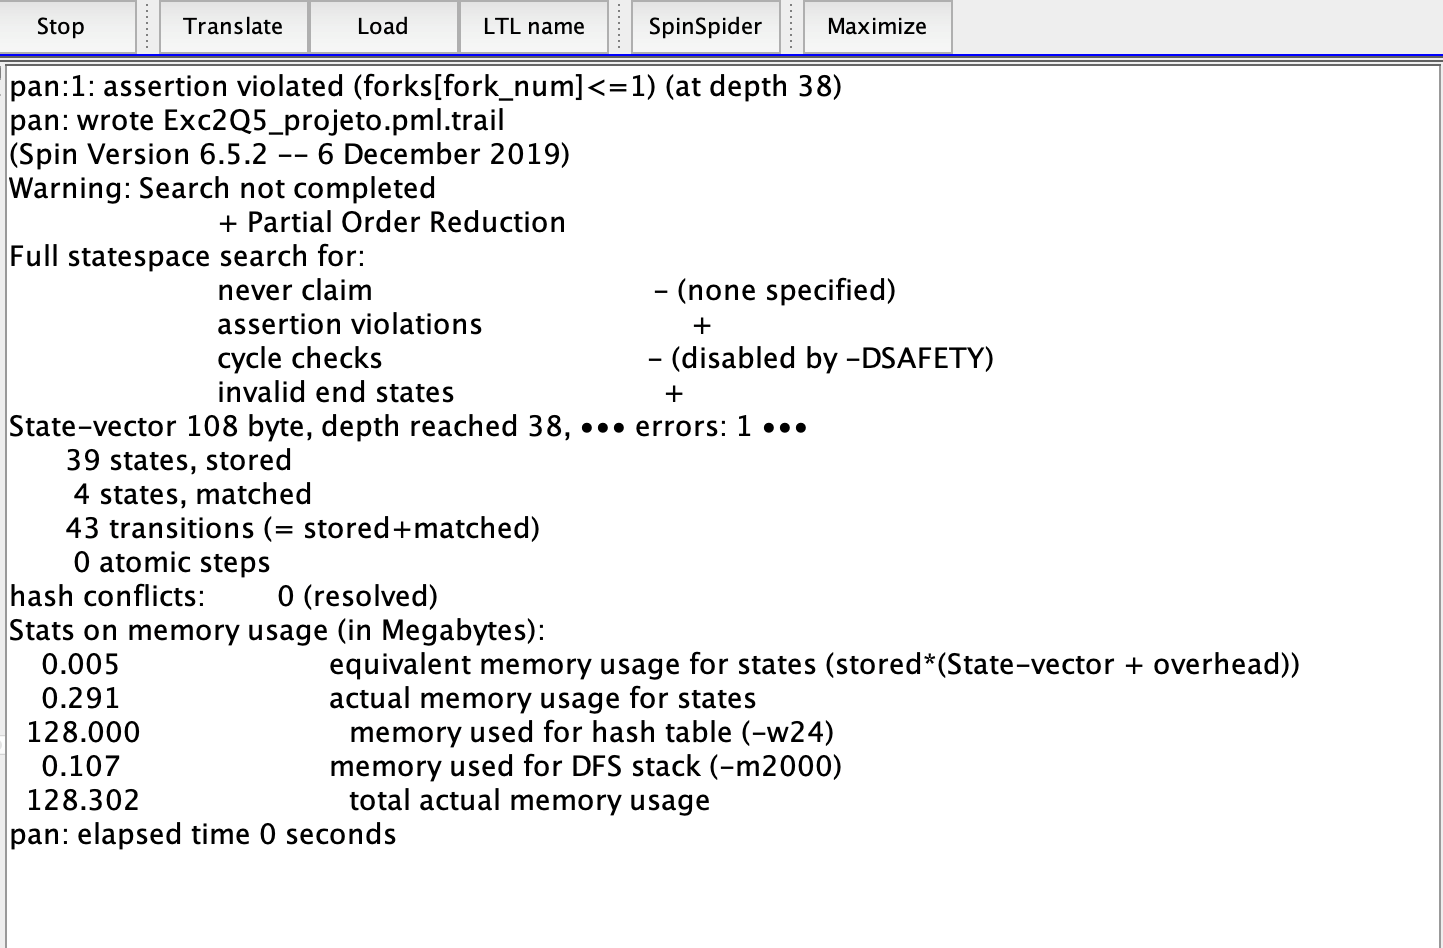 Stop Translate Load LTL name SpinSpider Maximize
pan:1: assertion violated (forks[fork_num]<=1) (at depth 38)
pan: wrote Exc2Q5_projeto.pml.trail
(Spin Version 6.5.2 -- 6 December 2019)
Warning: Search not completed
+ Partial Order Reduction
Full statespace search for:
never claim - (none specified)
assertion violations +
cycle checks - (disabled by -DSAFETY)
invalid end states +
State-vector 108 byte, depth reached 38, ••• errors: 1 •••
39 states, stored
4 states, matched
43 transitions (= stored+matched)
0 atomic steps
hash conflicts: 0 (resolved)
Stats on memory usage (in Megabytes):
0.005 equivalent memory usage for states (stored*(State-vector + overhead))
0.291 actual memory usage for states
128.000 memory used for hash table (-w24)
0.107 memory used for DFS stack (-m2000)
128.302 total actual memory usage
pan: elapsed time 0 seconds